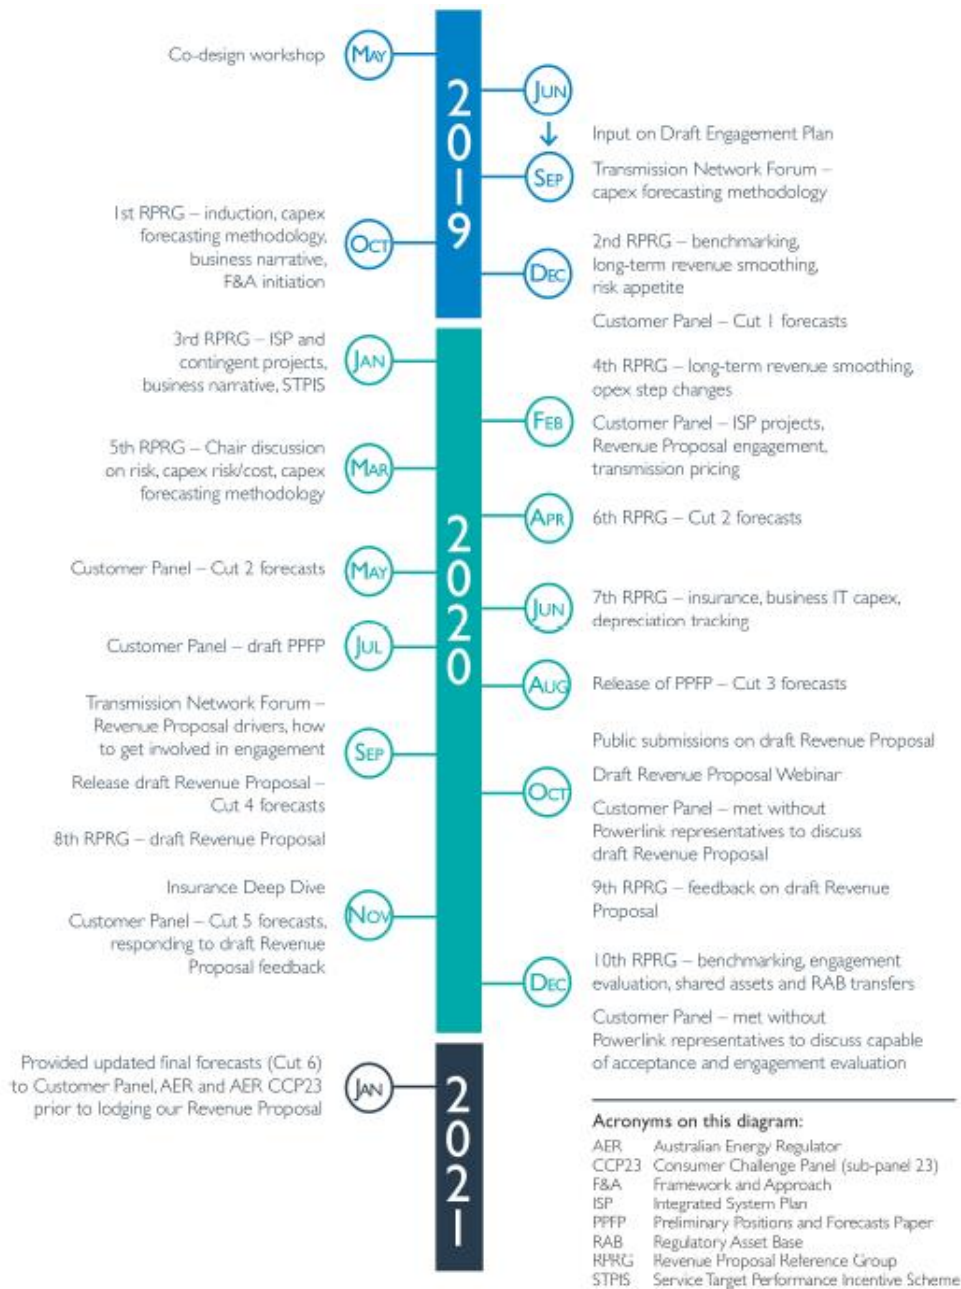 Co-design workshop
MAY
2019
JUN
Input on Draft Engagement Plan
SEP
Transmission Network Forum –
capex forecasting methodology
1st RPRG – induction, capex
forecasting methodology,
business narrative,
F&A initiation
OCT
DEC
2nd RPRG – benchmarking,
long-term revenue smoothing,
risk appetite
Customer Panel – Cut 1 forecasts
2020
3rd RPRG – ISP and
contingent projects,
business narrative, STPIS
JAN
FEB
4th RPRG – long-term revenue smoothing,
opex step changes
Customer Panel – ISP projects,
Revenue Proposal engagement,
transmission pricing
5th RPRG – Chair discussion
on risk, capex risk/cost, capex
forecasting methodology
MAR
APR
6th RPRG – Cut 2 forecasts
Customer Panel – Cut 2 forecasts
MAY
JUN
7th RPRG – insurance, business IT capex,
depreciation tracking
Customer Panel – draft PPFP
JUL
AUG
Release of PPFP – Cut 3 forecasts
Transmission Network Forum –
Revenue Proposal drivers, how
to get involved in engagement
Release draft Revenue Proposal –
Cut 4 forecasts
8th RPRG – draft Revenue Proposal
SEP
OCT
Public submissions on draft Revenue Proposal
Draft Revenue Proposal Webinar
Customer Panel – met without
Powerlink representatives to discuss
draft Revenue Proposal
9th RPRG – feedback on draft Revenue
Proposal
Insurance Deep Dive
Customer Panel – Cut 5 forecasts,
responding to draft Revenue
Proposal feedback
NOV
DEC
10th RPRG – benchmarking, engagement
evaluation, shared assets and RAB transfers
Customer Panel – met without
Powerlink representatives to discuss capable
of acceptance and engagement evaluation
2021
Provided updated final forecasts (Cut 6)
to Customer Panel, AER and AER CCP23
prior to lodging our Revenue Proposal
JAN
Acronyms on this diagram:
AER Australian Energy Regulator
CCP23 Consumer Challenge Panel (sub-panel 23)
F&A Framework and Approach
ISP Integrated System Plan
PPFP Preliminary Positions and Forecasts Paper
RAB Regulatory Asset Base
RPRG Revenue Proposal Reference Group
STPIS Service Target Performance Incentive Scheme